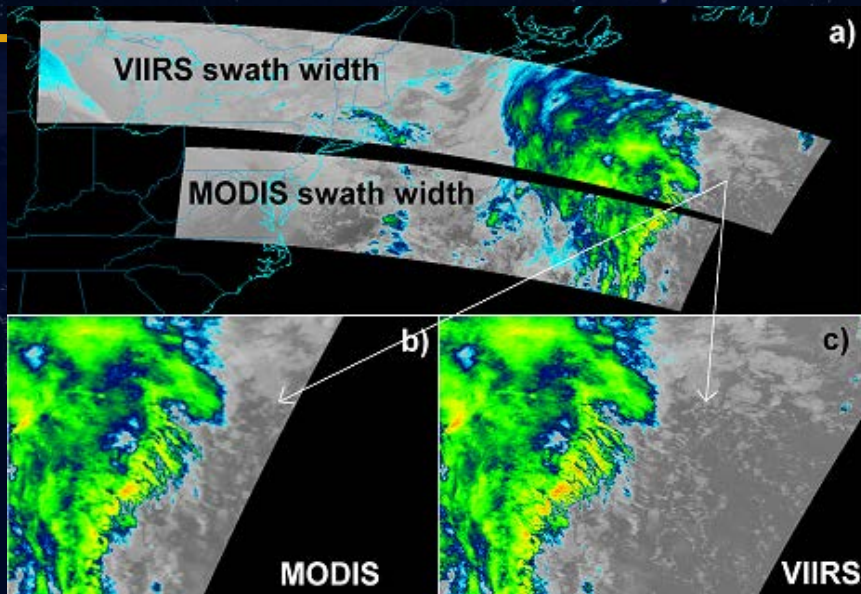 a)
VIIRS swath width
MODIS swath width
b)
c)
MODIS
VIIRS